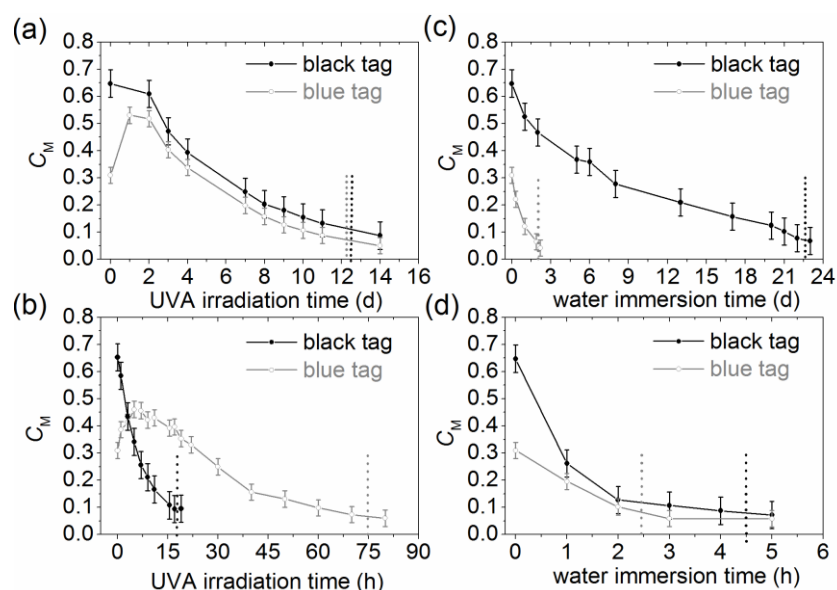 (a)
0.8
0.7
0.6
0.5
0.4
0.3
0.2
0.1
0.0
C_M
black tag
blue tag
0 2 4 6 8 10 12 14 16
UVA irradiation time (d)
(c)
0.8
0.7
0.6
0.5
0.4
0.3
0.2
0.1
0.0
C_M
black tag
blue tag
0 3 6 9 12 15 18 21 24
water immersion time (d)
(b)
0.8
0.7
0.6
0.5
0.4
0.3
0.2
0.1
0.0
C_M
black tag
blue tag
0 15 30 45 60 75 90
UVA irradiation time (h)
(d)
0.8
0.7
0.6
0.5
0.4
0.3
0.2
0.1
0.0
C_M
black tag
blue tag
0 1 2 3 4 5 6
water immersion time (h)